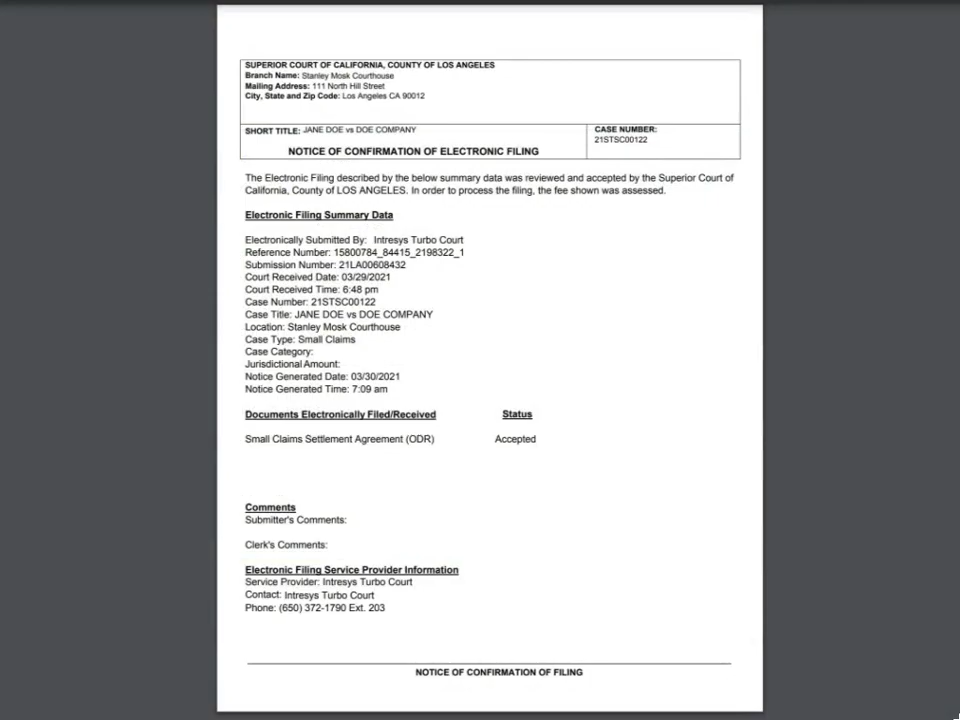 SUPERIOR COURT OF CALIFORNIA, COUNTY OF LOS ANGELES
Branch Name: Stanley Mosk Courthouse
Mailing Address: 111 North Hill Street
City, State and Zip Code: Los Angeles CA 90012
SHORT TITLE: JANE DOE vs DOE COMPANY
CASE NUMBER:
21STSC00122
NOTICE OF CONFIRMATION OF ELECTRONIC FILING
The Electronic Filing described by the below summary data was reviewed and accepted by the Superior Court of
California, County of LOS ANGELES. In order to process the filing, the fee shown was assessed.
Electronic Filing Summary Data
Electronically Submitted By: Intresys Turbo Court
Reference Number: 15800784_84415_2198322_1
Submission Number: 21LA00608432
Court Received Date: 03/29/2021
Court Received Time: 6:48 pm
Case Number: 21STSC00122
Case Title: JANE DOE vs DOE COMPANY
Location: Stanley Mosk Courthouse
Case Type: Small Claims
Case Category:
Jurisdictional Amount:
Notice Generated Date: 03/30/2021
Notice Generated Time: 7:09 am
Documents Electronically Filed/Received Status
Small Claims Settlement Agreement (ODR) Accepted
Comments
Submitter's Comments:
Clerk's Comments:
Electronic Filing Service Provider Information
Service Provider: Intresys Turbo Court
Contact: Intresys Turbo Court
Phone: (650) 372-1790 Ext. 203
NOTICE OF CONFIRMATION OF FILING